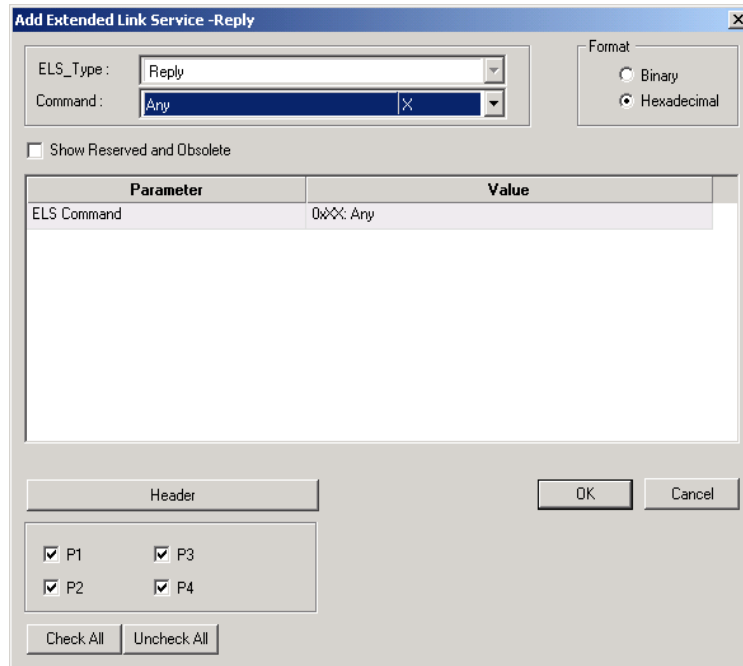 Add Extended Link Service -Reply
ELS_Type :
Reply
Command :
Any X
Format
Binary
Hexadecimal
Show Reserved and Obsolete
Parameter Value
ELS Command 0xXX: Any
Header
OK Cancel
P1 P3
P2 P4
Check All Uncheck All